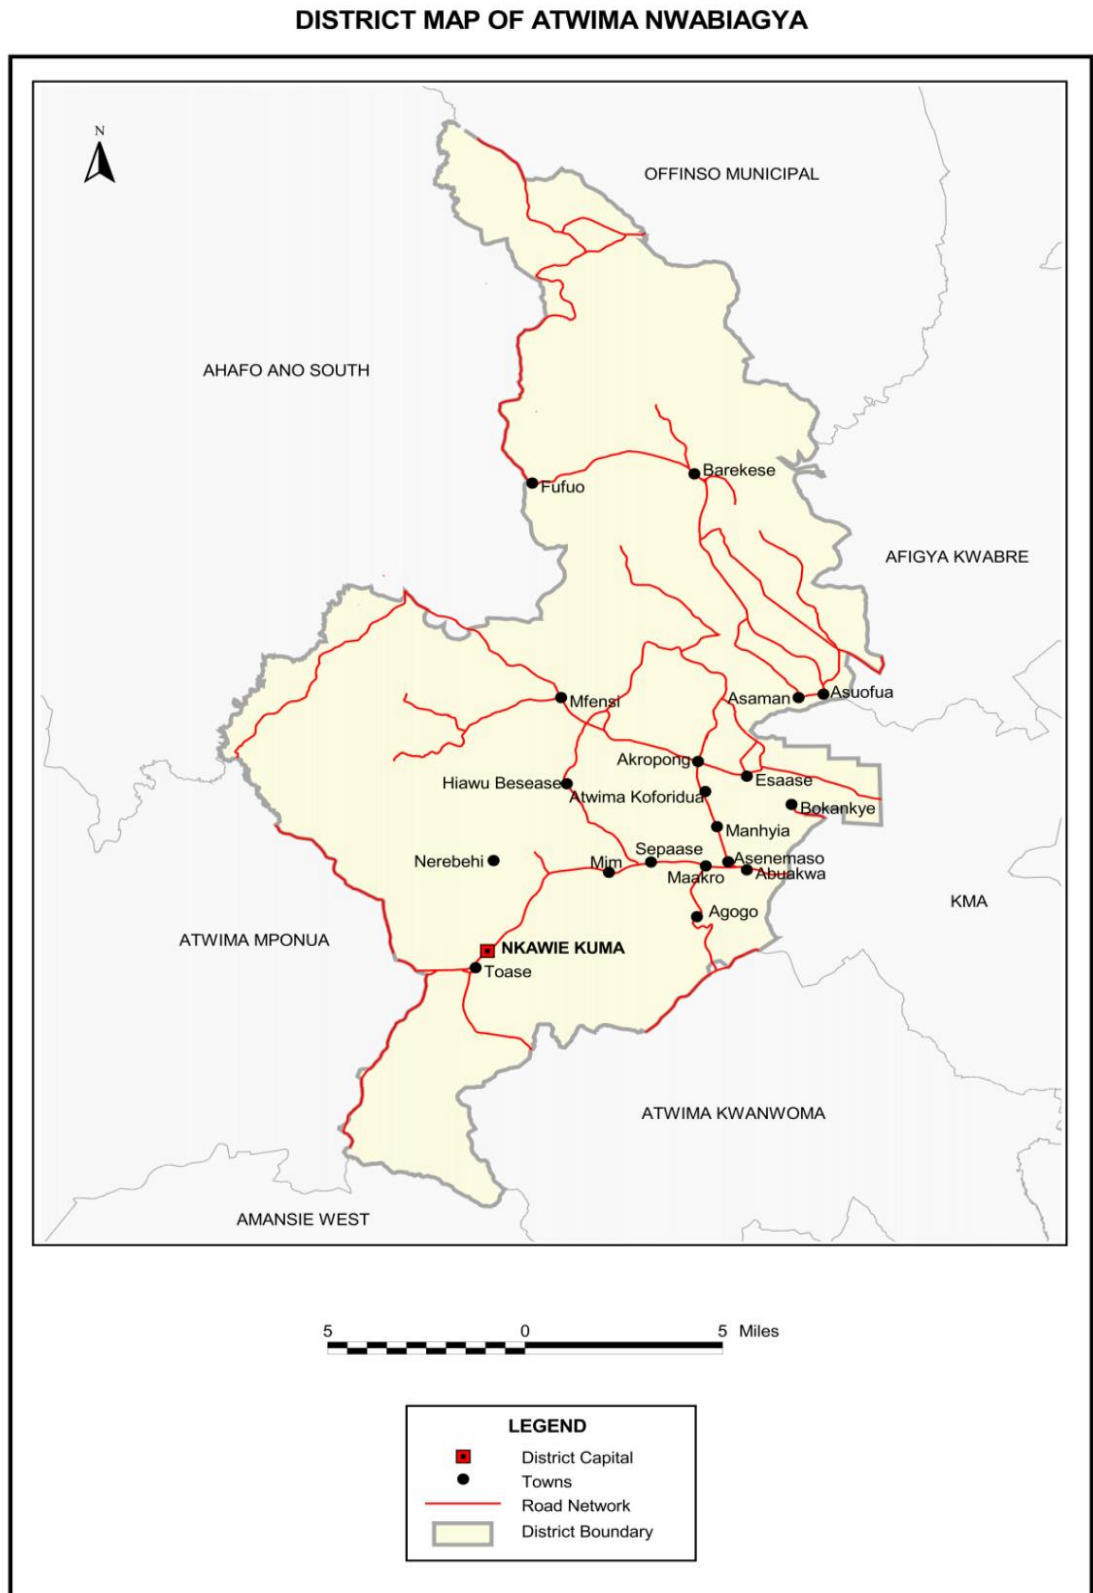 DISTRICT MAP OF ATWIMA NWABIAGYA
N
OFFINSO MUNICIPAL
AHAFO ANO SOUTH
Barekese
Fufuo
AFIGYA KWABRE
Asuofua
Asaman
Mfensi
Akropong
Esaase
Hiawu Besease
Atwima Koforidua
Bokankye
Manhyia
Sepaase
Asenemaso
Nerebehi
Mim
Maakro
Abuakwa
KMA
Agogo
ATWIMA MPONUA
NKAWIE KUMA
Toase
ATWIMA KWANWOMA
AMANSIE WEST
5 0 5 Miles
LEGEND
District Capital
Towns
Road Network
District Boundary